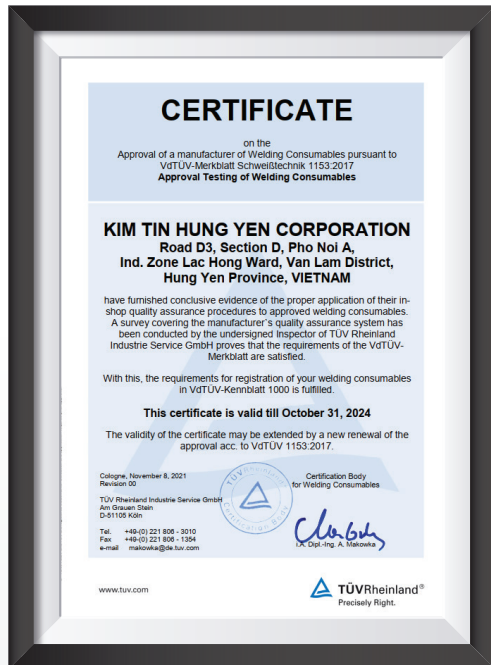 CERTIFICATE
on the
Approval of a manufacturer of Welding Consumables pursuant to
VdTÜV-Merkblatt Schweißtechnik 1153:2017
Approval Testing of Welding Consumables
KIM TIN HUNG YEN CORPORATION
Road D3, Section D, Pho Noi A,
Ind. Zone Lac Hong Ward, Van Lam District,
Hung Yen Province, VIETNAM
have furnished conclusive evidence of the proper application of their in-
shop quality assurance procedures to approved welding consumables.
A survey covering the manufacturer`s quality assurance system has
been conducted by the undersigned Inspector of TÜV Rheinland
Industrie Service GmbH proves that the requirements of the VdTÜV-
Merkblatt are satisfied.
With this, the requirements for registration of your welding consumables
in VdTÜV-Kennblatt 1000 is fulfilled.
This certificate is valid till October 31, 2024
The validity of the certificate may be extended by a new renewal of the
approval acc. to VdTÜV 1153:2017.
Cologne, November 8, 2021
Revision 00
TÜV Rheinland Industrie Service GmbH
Am Grauen Stein
D-51105 Köln
Tel. +49-(0) 221 806 - 3010
Fax +49-(0) 221 806 - 1354
e-mail makowka@de.tuv.com
TÜV Rheinland
Certification Body
Certification Body
for Welding Consumables
i.A. Dipl.-Ing. A. Makowka
www.tuv.com
TÜVRheinland®
Precisely Right.